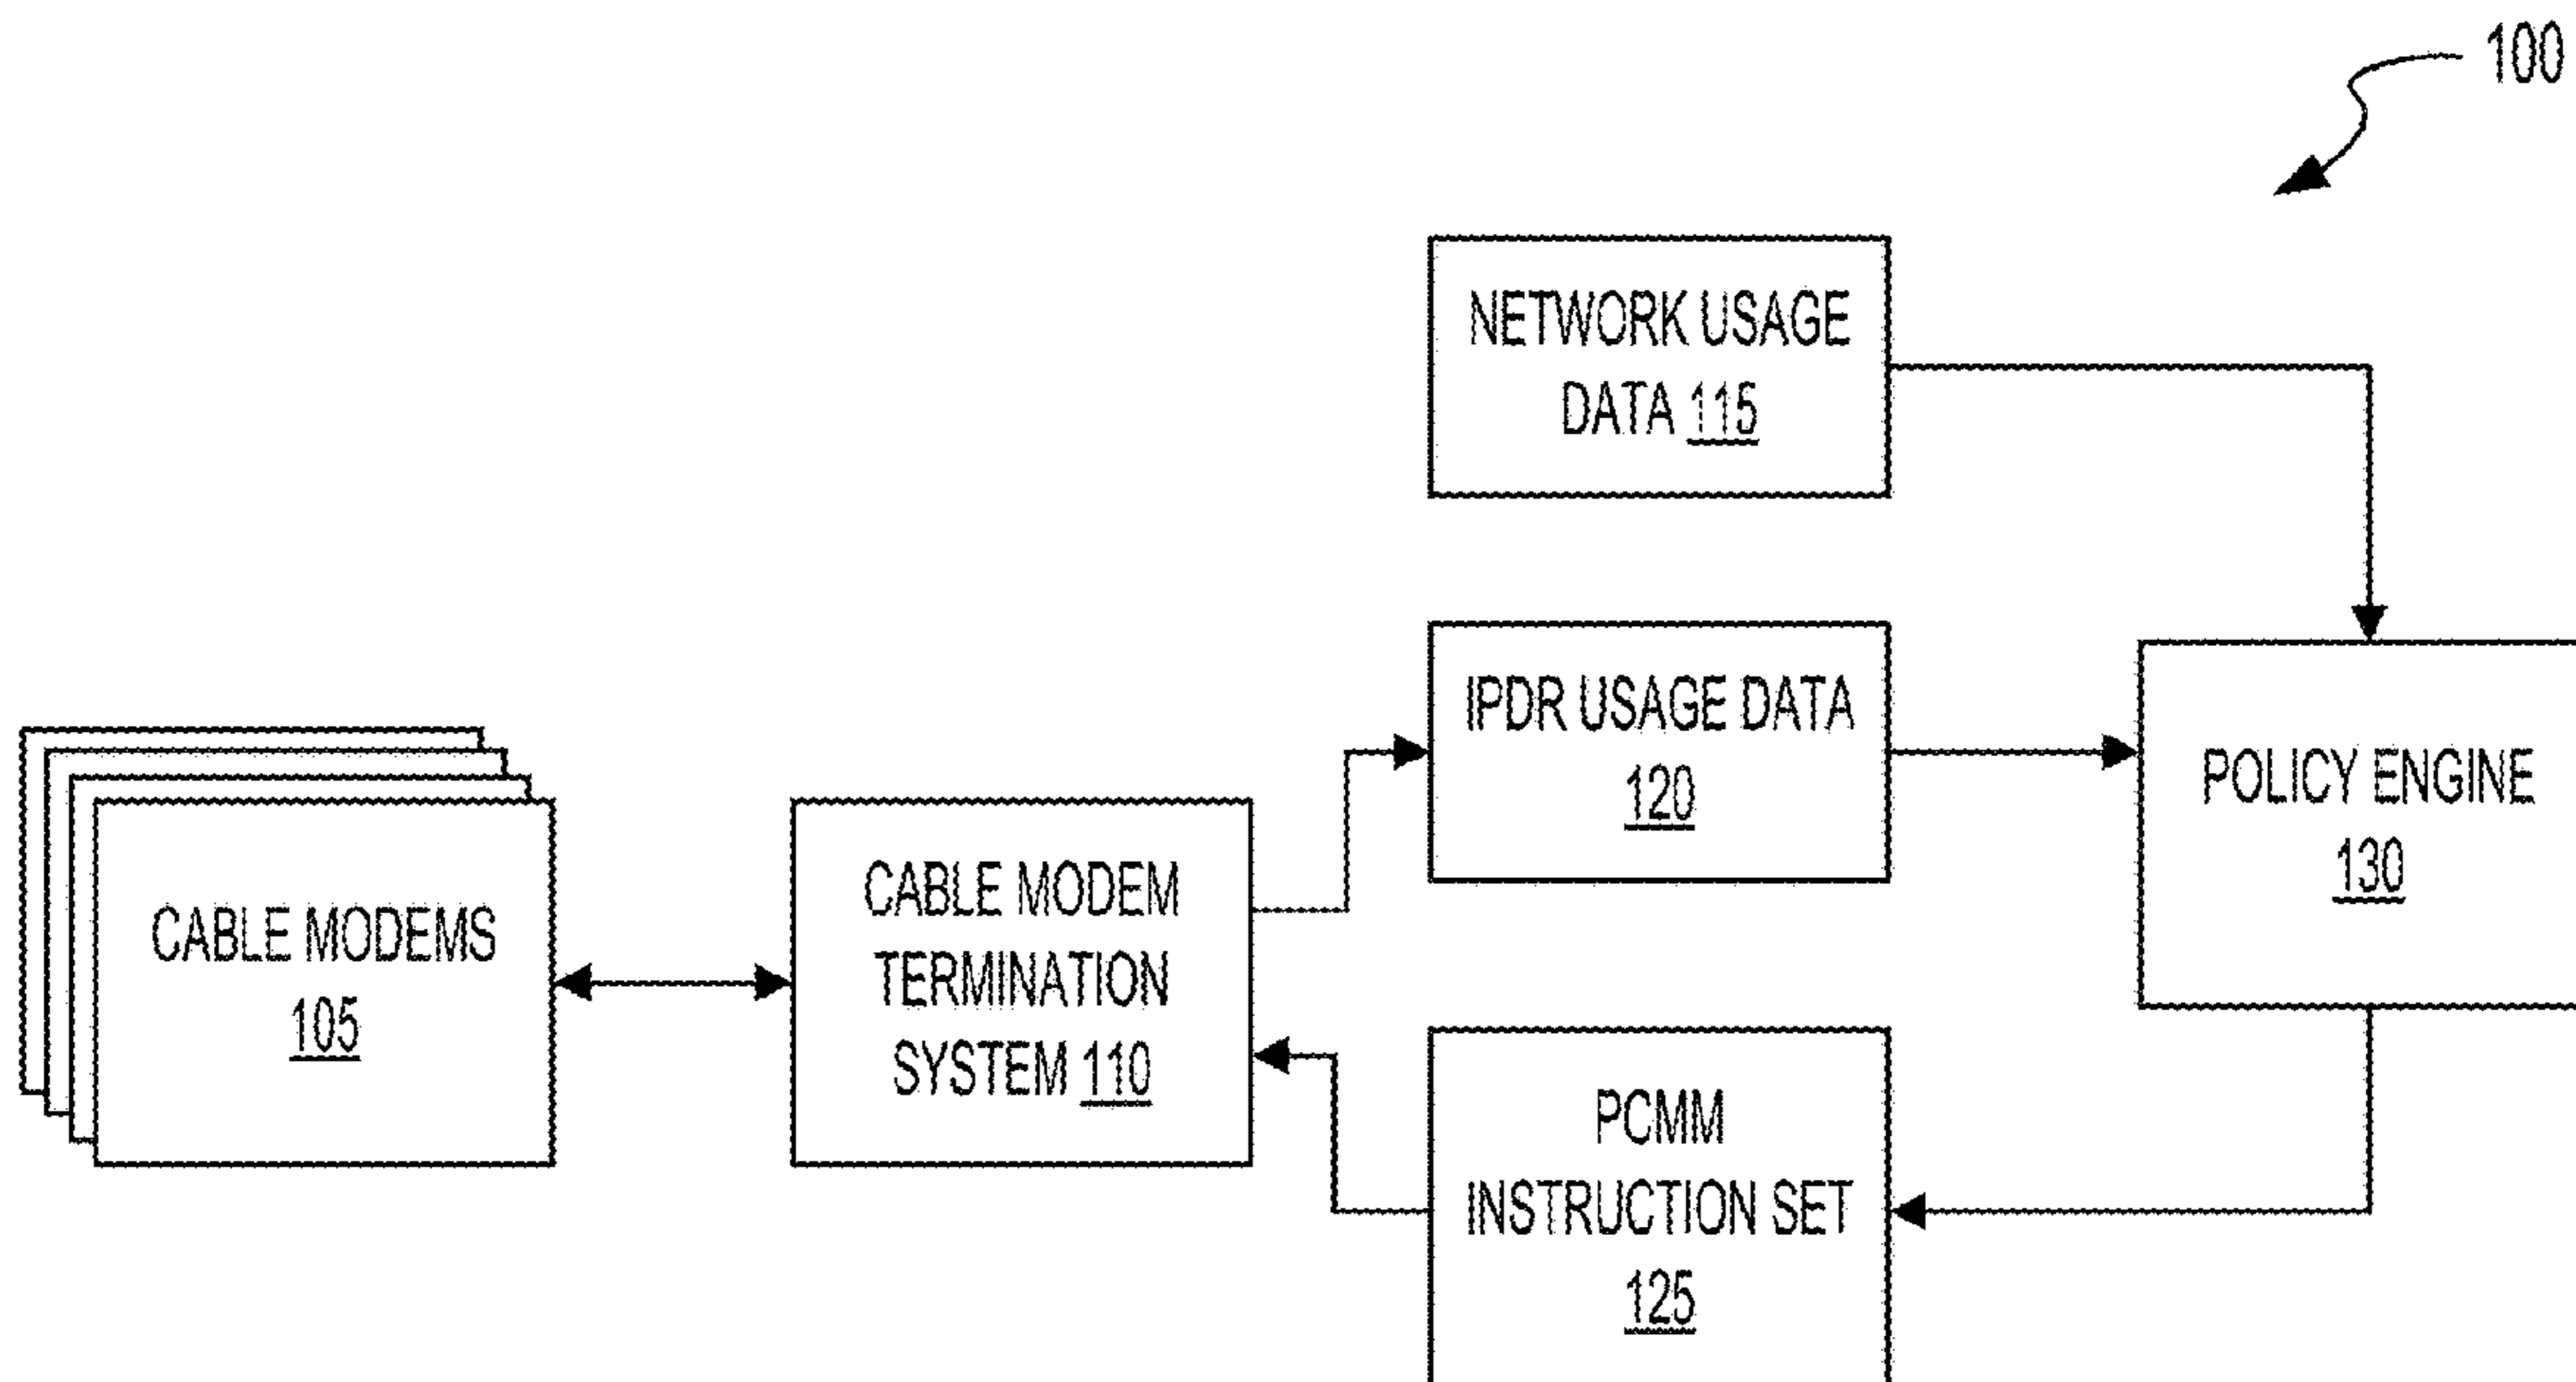 100
NETWORK USAGE
DATA 115
IPDR USAGE DATA
120
POLICY ENGINE
130
CABLE MODEMS
105
CABLE MODEM
TERMINATION
SYSTEM 110
PCMM
INSTRUCTION SET
125